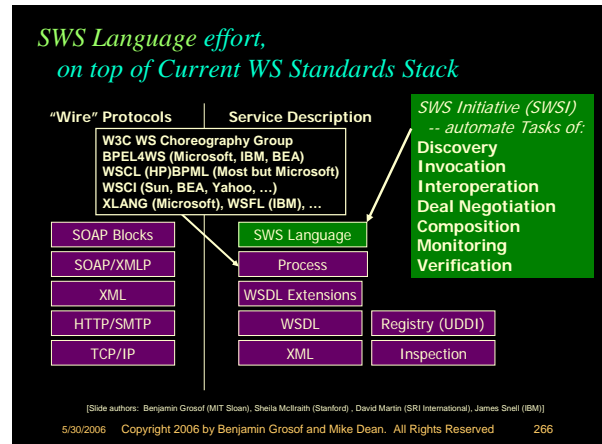 SWS Language effort,
on top of Current WS Standards Stack
“Wire” Protocols
Service Description
W3C WS Choreography Group
BPEL4WS (Microsoft, IBM, BEA)
WSCL (HP)BPML (Most but Microsoft)
WSCI (Sun, BEA, Yahoo, …)
XLANG (Microsoft), WSFL (IBM), …
SWS Initiative (SWSI)
-- automate Tasks of:
Discovery
Invocation
Interoperation
Deal Negotiation
Composition
Monitoring
Verification
SOAP Blocks
SOAP/XMLP
XML
HTTP/SMTP
TCP/IP
SWS Language
Process
WSDL Extensions
WSDL
XML
Registry (UDDI)
Inspection
[Slide authors: Benjamin Grosof (MIT Sloan), Sheila McIlraith (Stanford) , David Martin (SRI International), James Snell (IBM)]
5/30/2006 Copyright 2006 by Benjamin Grosof and Mike Dean. All Rights Reserved 266